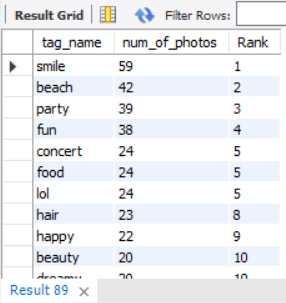 Result Grid Filter Rows:
tag_name num_of_photos Rank
smile 59 1
beach 42 2
party 39 3
fun 38 4
concert 24 5
food 24 5
lol 24 5
hair 23 8
happy 22 9
beauty 20 10
dreamy 20 10
Result 89